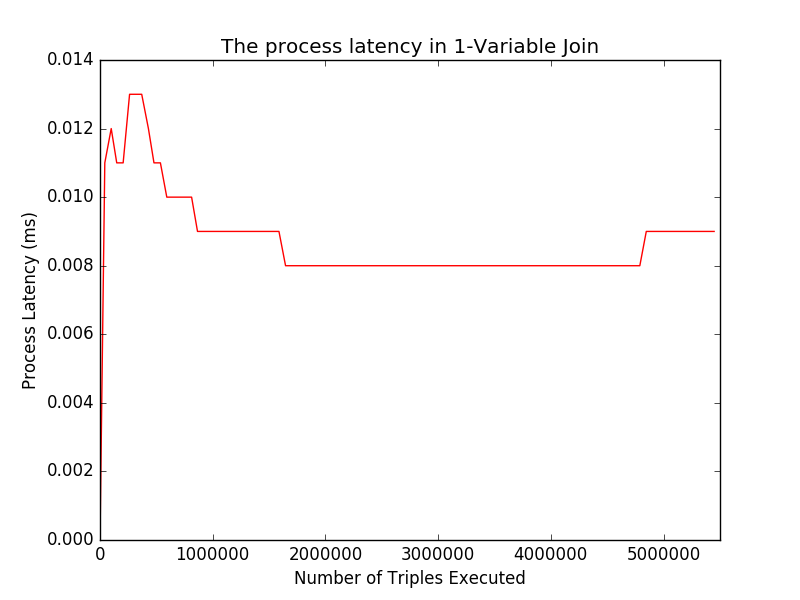 The process latency in 1-Variable Join
0.014
0.012
0.010
0.008
0.006
0.004
0.002
0.000
Process Latency (ms)
0 1000000 2000000 3000000 4000000 5000000
Number of Triples Executed